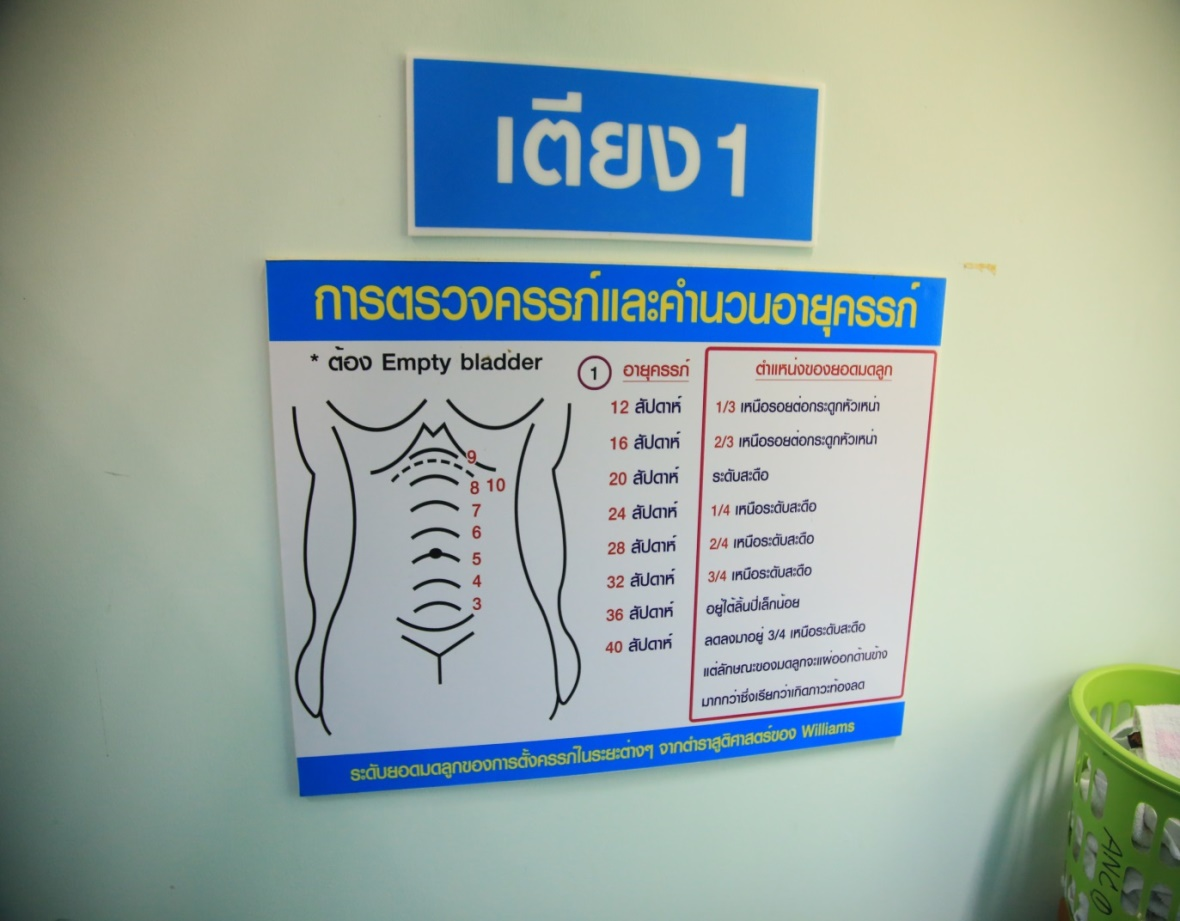 เตียง 1
การตรวจครรภ์และคำนวนอายุครรภ์
* ต้อง Empty bladder
9
8 10
7
6
5
4
3
1 อายุครรภ์
12 สัปดาห์
16 สัปดาห์
20 สัปดาห์
24 สัปดาห์
28 สัปดาห์
32 สัปดาห์
36 สัปดาห์
40 สัปดาห์
ตำแหน่งของยอดมดลูก
1/3 เหนือรอยต่อกระดูกหัวเหน่า
2/3 เหนือรอยต่อกระดูกหัวเหน่า
ระดับสะดือ
1/4 เหนือระดับสะดือ
2/4 เหนือระดับสะดือ
3/4 เหนือระดับสะดือ
อยู่ใต้ลิ้นปี่เล็กน้อย
ลดลงมาอยู่ 3/4 เหนือระดับสะดือ
แต่ลักษณะของมดลูกจะแผ่ออกด้านข้าง
มากกว่าซึ่งเรียกว่าเกิดภาวะท้องลด
ระดับยอดมดลูกของการตั้งครรภ์ในระยะต่างๆ จากตำราสูติศาสตร์ของ Williams
ANC